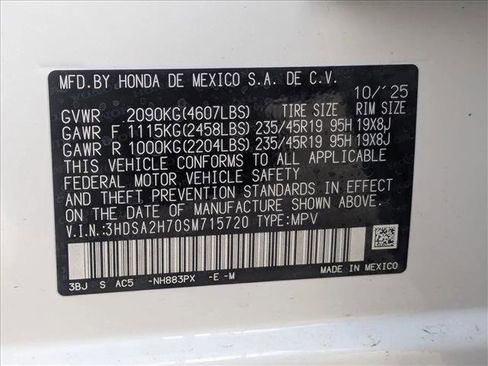 MFD.BY HONDA DE MEXICO S.A. DE C.V.
10/'25
GVWR 2090KG(4607LBS) TIRE SIZE RIM SIZE
GAWR F 1115KG(2458LBS) 235/45R19 95H 19X8J
GAWR R 1000KG(2204LBS) 235/45R19 95H 19X8J
THIS VEHICLE CONFORMS TO ALL APPLICABLE
FEDERAL MOTOR VEHICLE SAFETY
AND THEFT PREVENTION STANDARDS IN EFFECT
ON THE DATE OF MANUFACTURE SHOWN ABOVE.
V.I.N.:3HDSA2H70SM715720 TYPE:MPV
3BJ S AC5 -NH883PX -E -M
MADE IN MEXICO